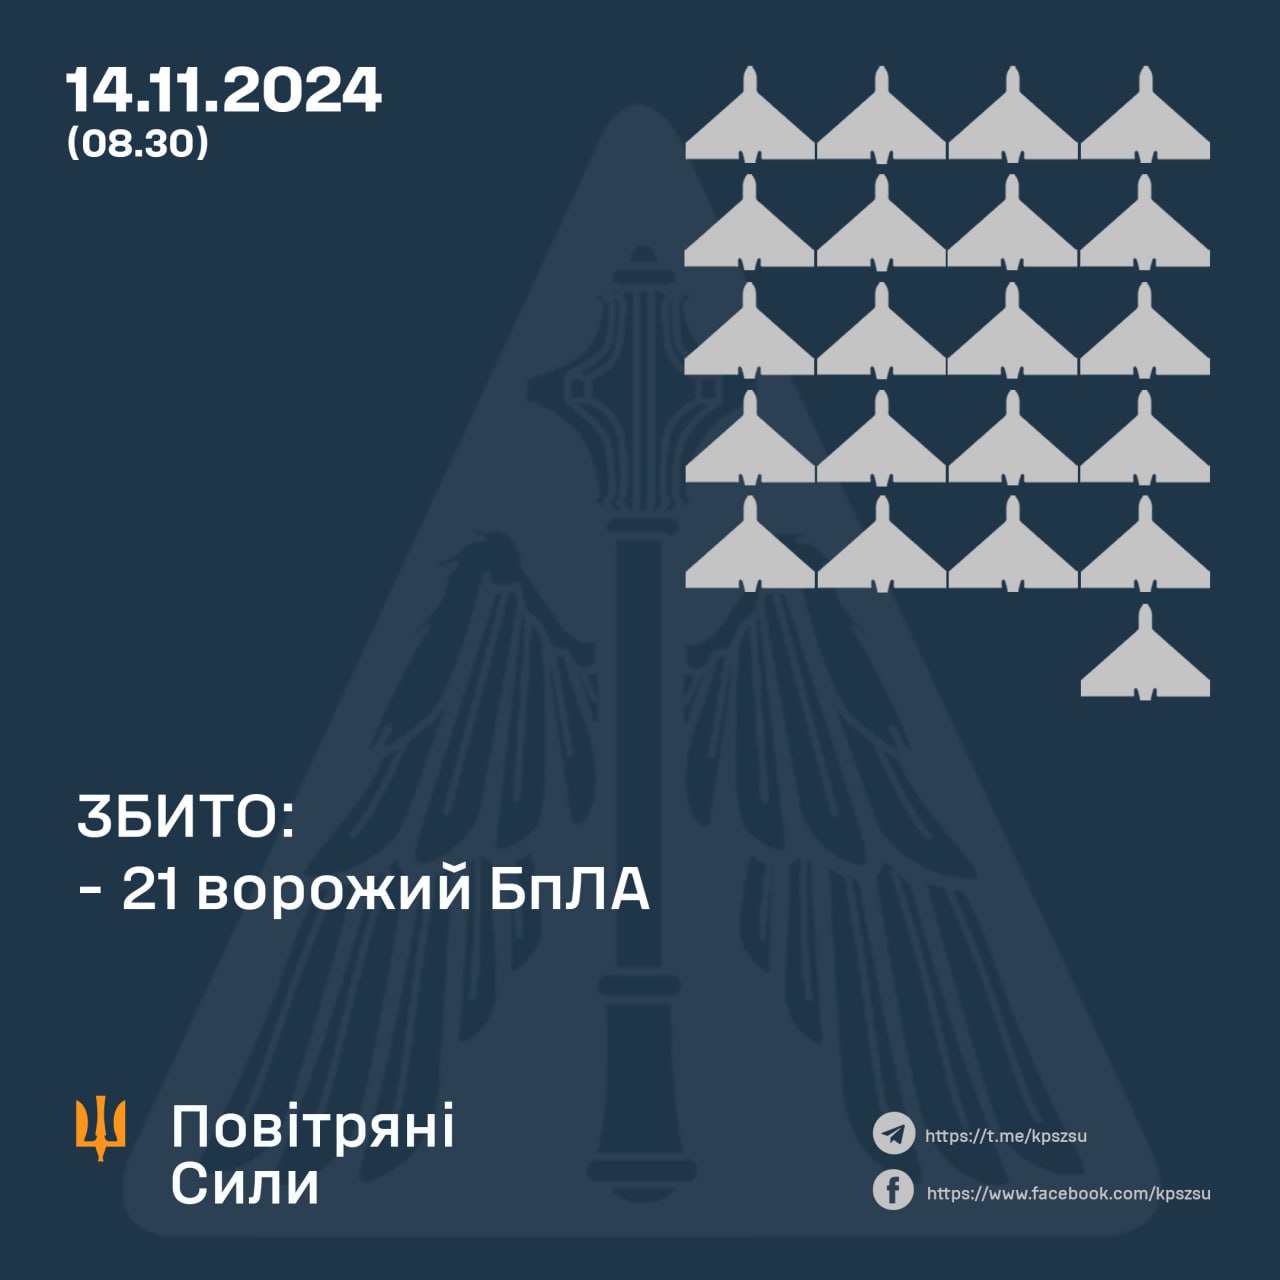 14.11.2024
(08.30)
ЗБИТО:
- 21 ворожий БпЛА
Повітряні
Сили
https://t.me/kpszsu
https://www.facebook.com/kpszsu